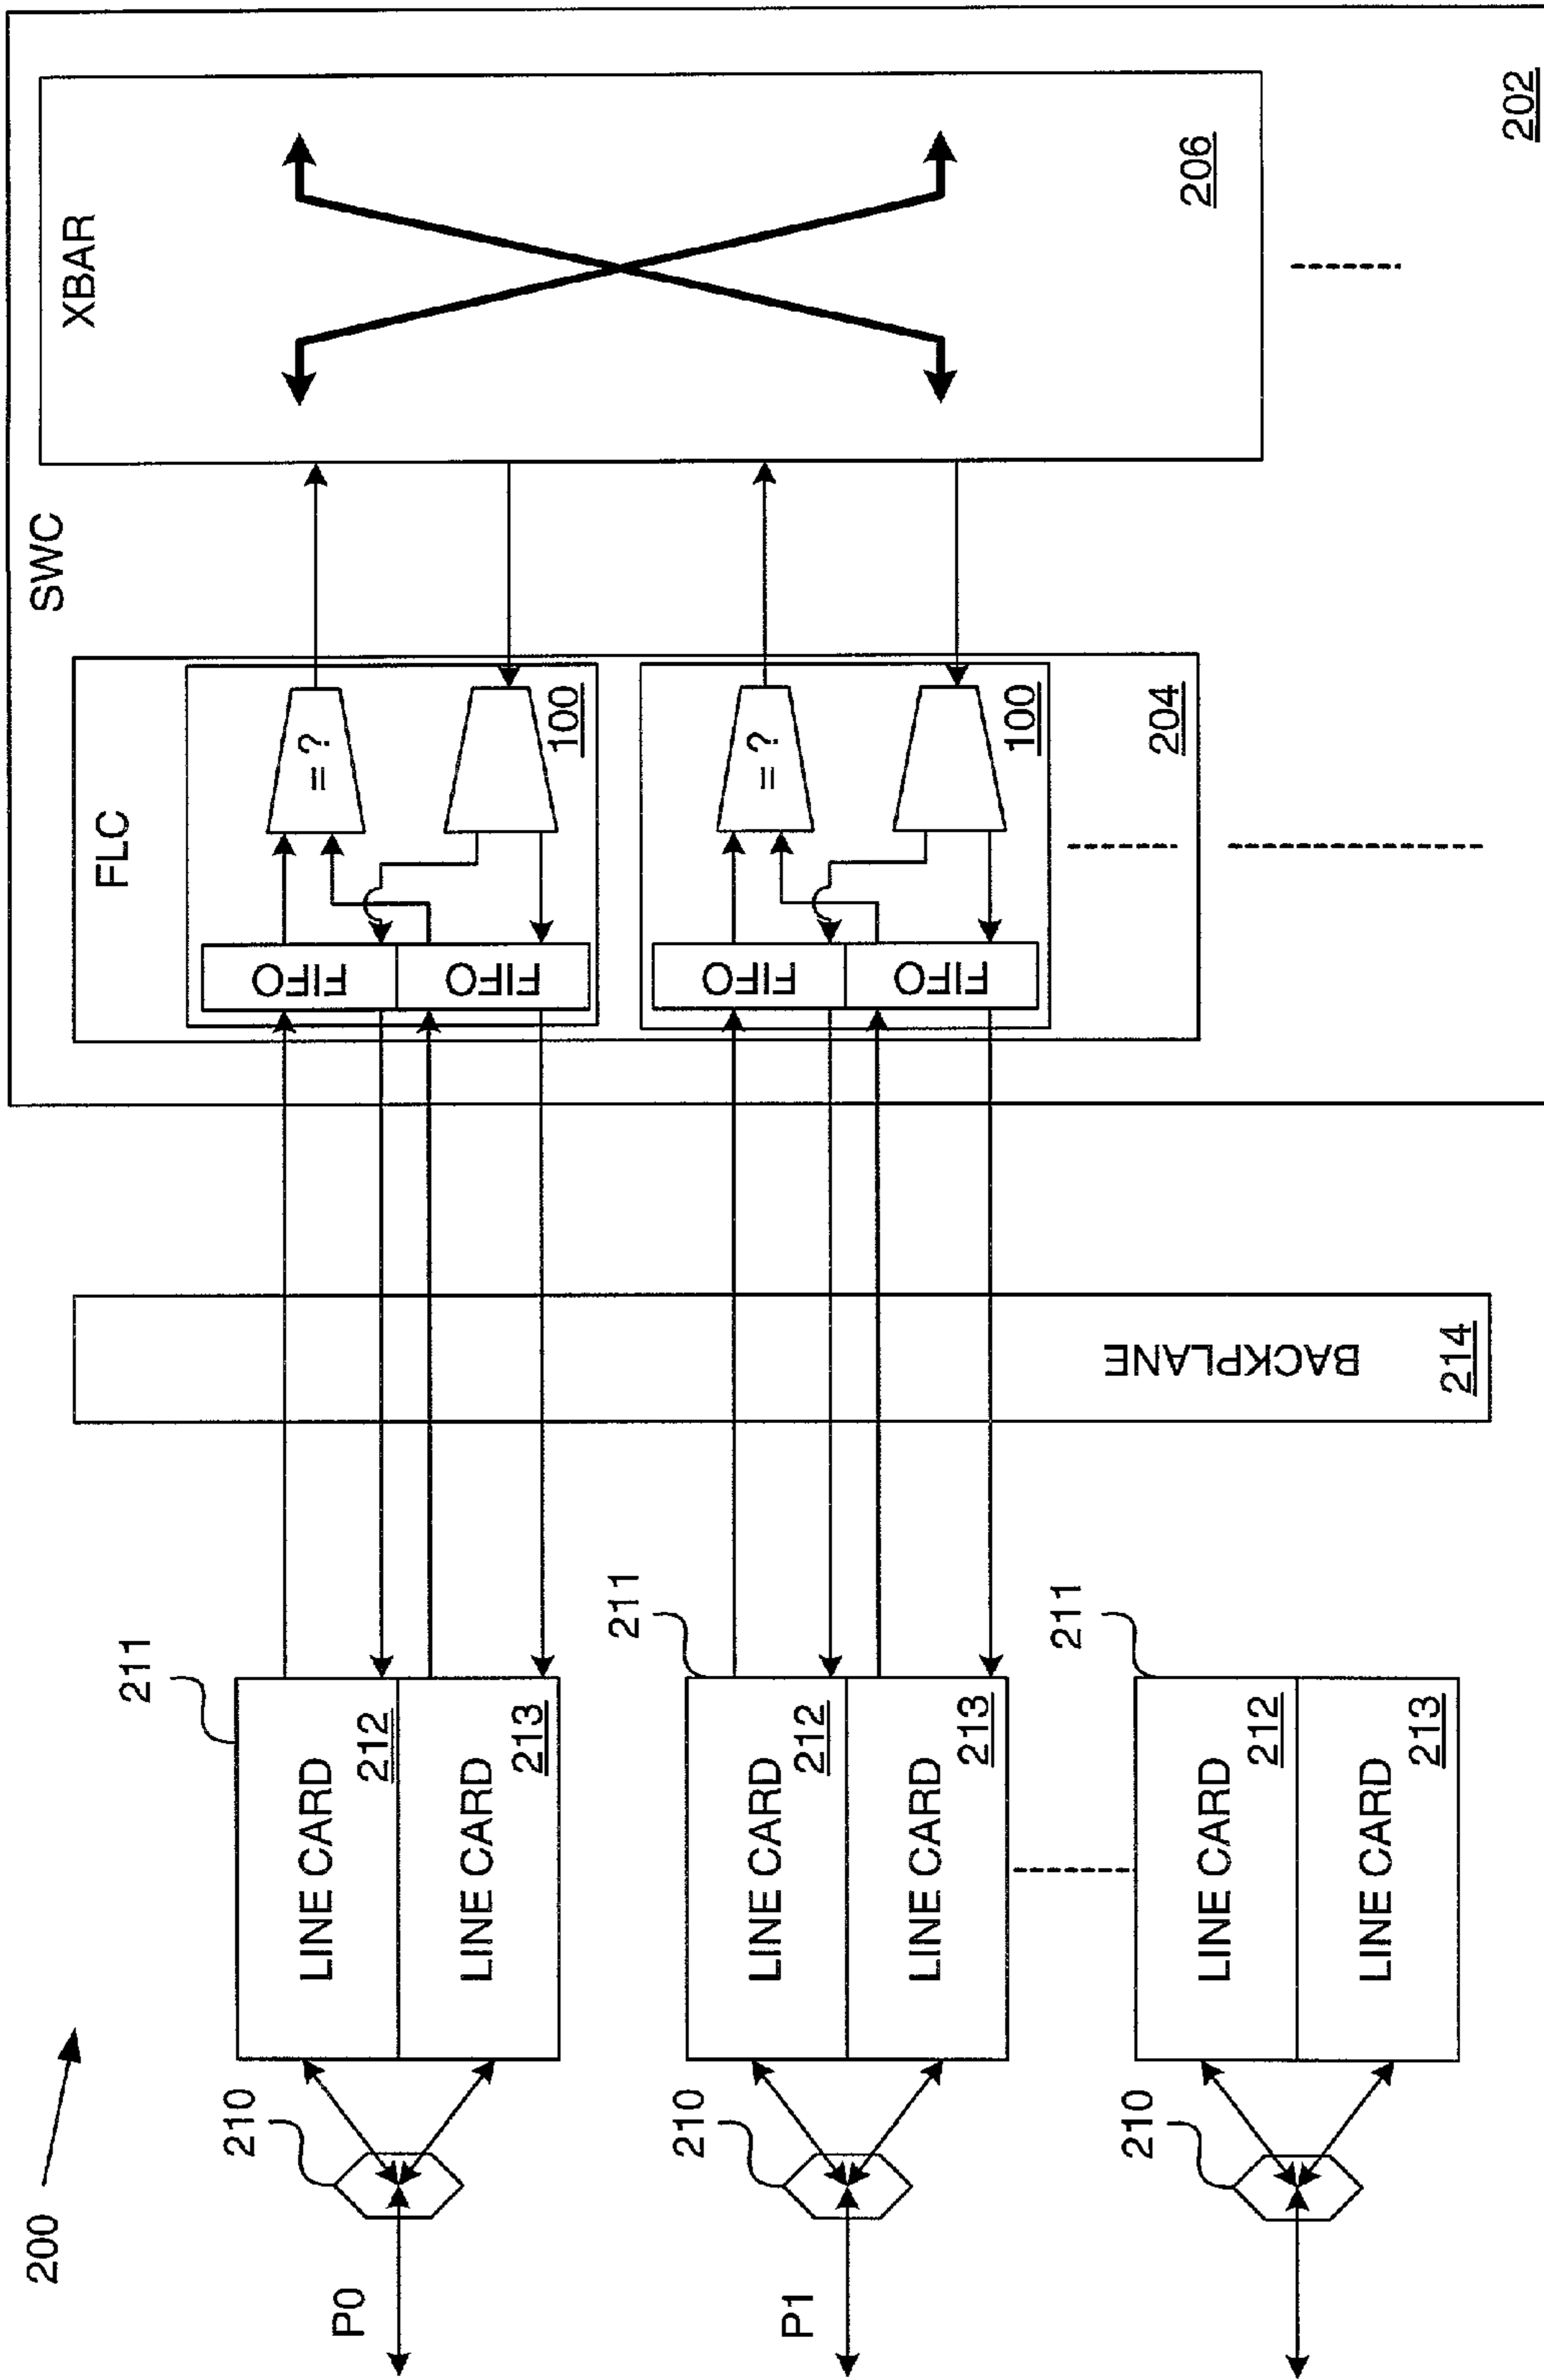 200
P0
210
211
LINE CARD
212
LINE CARD
213
P1
210
211
LINE CARD
212
LINE CARD
213
210
211
LINE CARD
212
LINE CARD
213
BACKPLANE
214
SWC
FLC
FIFO
FIFO
= ?
100
FIFO
FIFO
= ?
100
204
XBAR
206
202